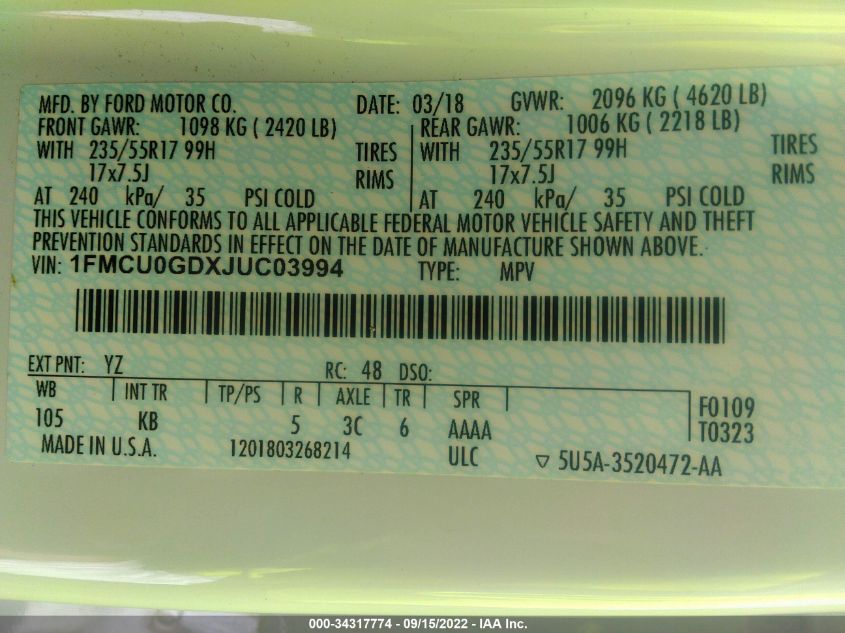 MFD. BY FORD MOTOR CO. DATE: 03/18 GVWR: 2096 KG ( 4620 LB)
FRONT GAWR: 1098 KG ( 2420 LB) REAR GAWR: 1006 KG ( 2218 LB)
WITH 235/55R17 99H TIRES WITH 235/55R17 99H TIRES
17x7.5J RIMS 17x7.5J RIMS
AT 240 kPa/ 35 PSI COLD AT 240 kPa/ 35 PSI COLD
THIS VEHICLE CONFORMS TO ALL APPLICABLE FEDERAL MOTOR VEHICLE SAFETY AND THEFT
PREVENTION STANDARDS IN EFFECT ON THE DATE OF MANUFACTURE SHOWN ABOVE.
VIN: 1FMCU0GDXJUC03994 TYPE: MPV
EXT PNT: YZ RC: 48 DSO:
WB INT TR TP/PS R AXLE TR SPR F0109
105 KB 5 3C 6 AAAA T0323
MADE IN U.S.A. 1201803268214 ULC ▽ 5U5A-3520472-AA
000-34317774 - 09/15/2022 - IAA Inc.